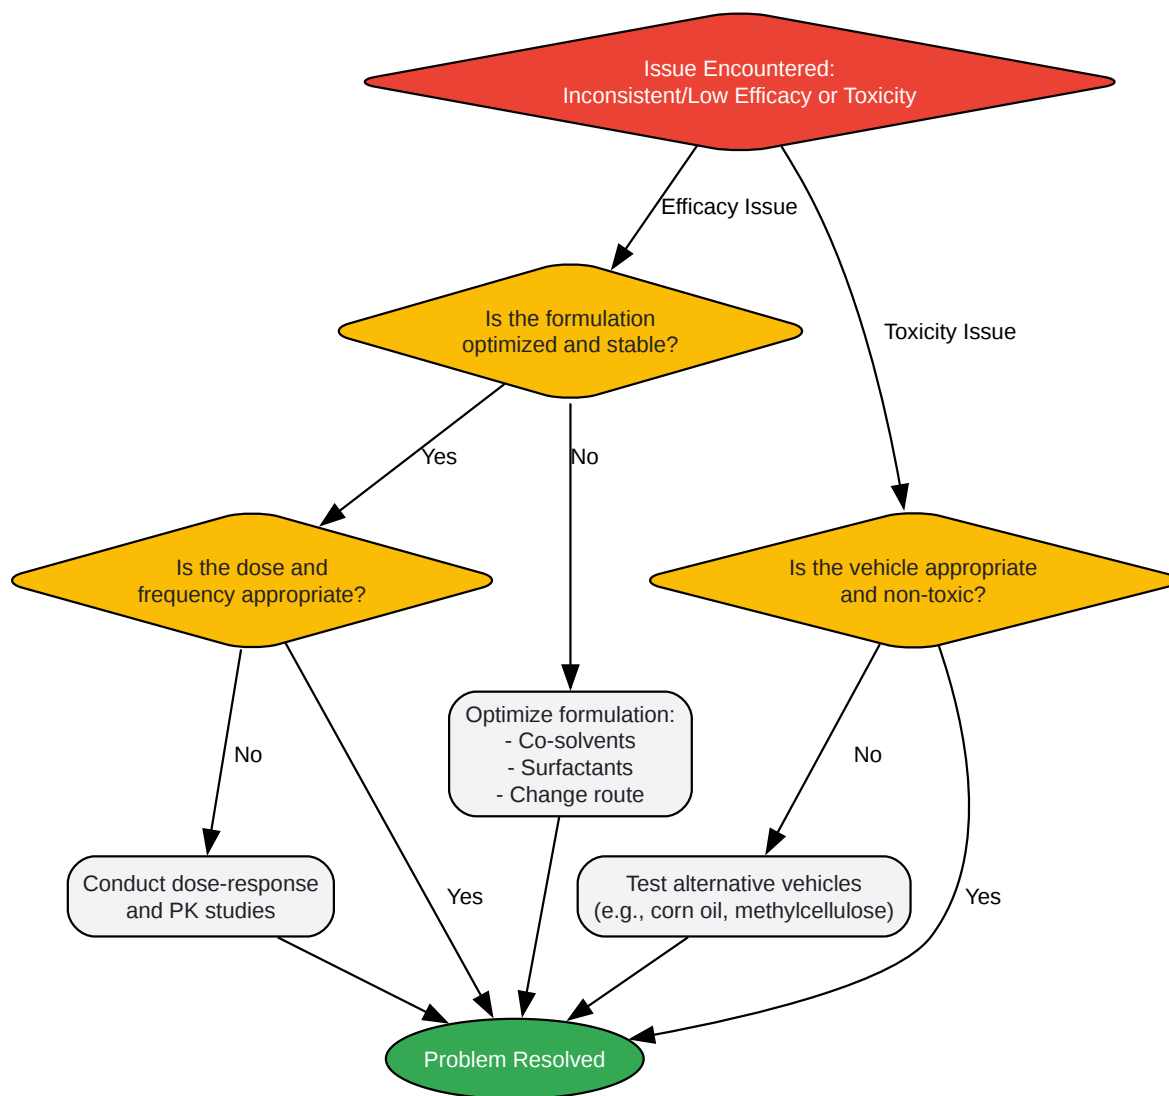 Issue Encountered:
Inconsistent/Low Efficacy or Toxicity
Efficacy Issue
Toxicity Issue
Is the formulation
optimized and stable?
Yes
No
Is the dose and
frequency appropriate?
Is the vehicle appropriate
and non-toxic?
No
Optimize formulation:
- Co-solvents
- Surfactants
- Change route
No
Conduct dose-response
and PK studies
Yes
Test alternative vehicles
(e.g., corn oil, methylcellulose)
Yes
Problem Resolved